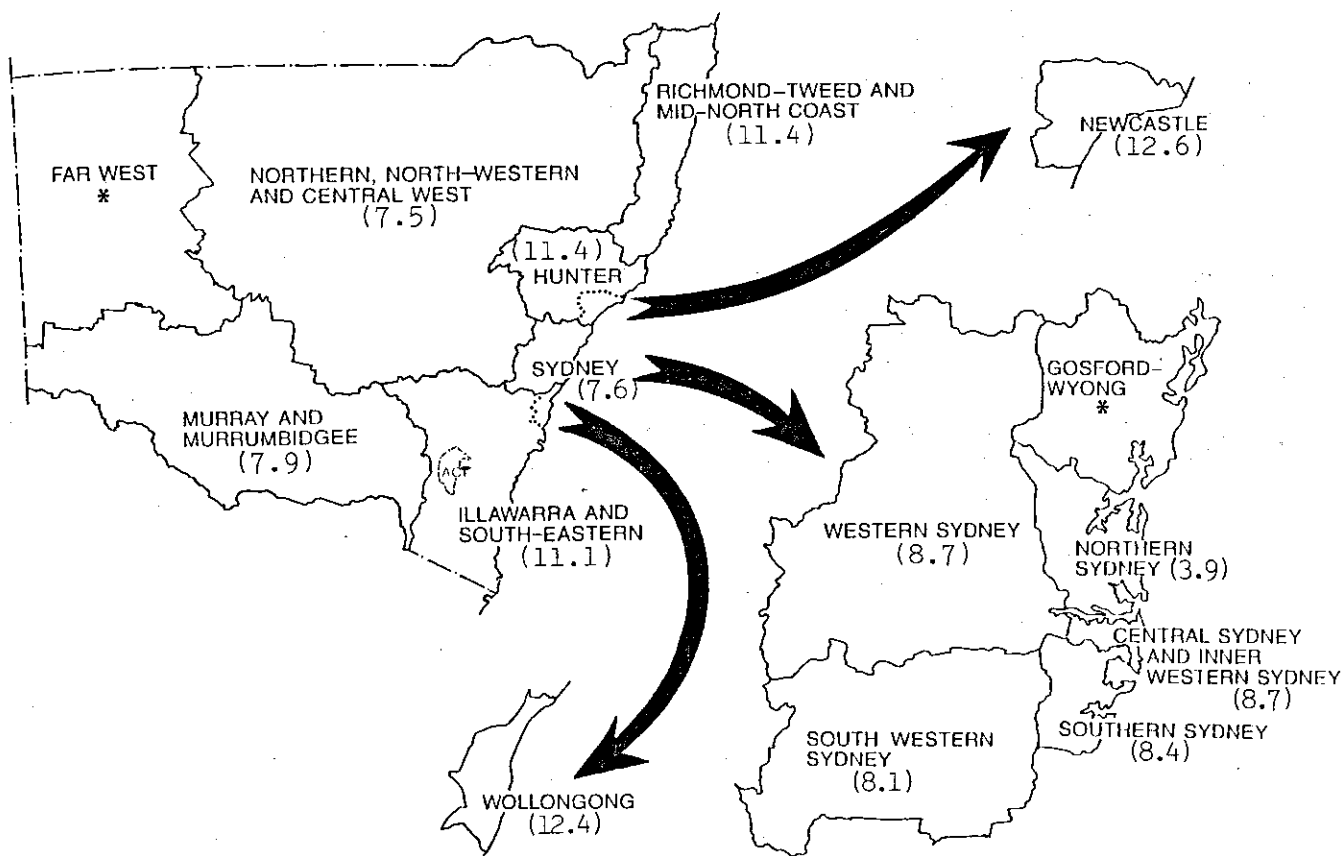 RICHMOND-TWEED AND
MID-NORTH COAST
(11.4)
NEWCASTLE
(12.6)
FAR WEST
*
NORTHERN, NORTH-WESTERN
AND CENTRAL WEST
(7.5)
(11.4)
HUNTER
SYDNEY
(7.6)
GOSFORD-
WYONG
*
MURRAY AND
MURRUMBIDGEE
(7.9)
ACT
ILLAWARRA AND
SOUTH-EASTERN
(11.1)
WESTERN SYDNEY
(8.7)
NORTHERN
SYDNEY (3.9)
CENTRAL SYDNEY
AND INNER
WESTERN SYDNEY
(8.7)
SOUTHERN SYDNEY
(8.4)
SOUTH WESTERN
SYDNEY
(8.1)
WOLLONGONG
(12.4)